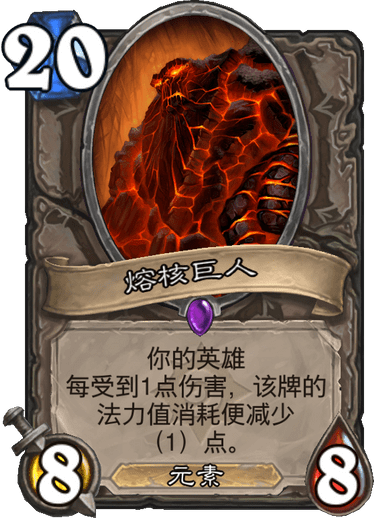 20
熔核巨人
你的英雄
每受到1点伤害，该牌的
法力值消耗便减少
（1）点。
8
元素
8